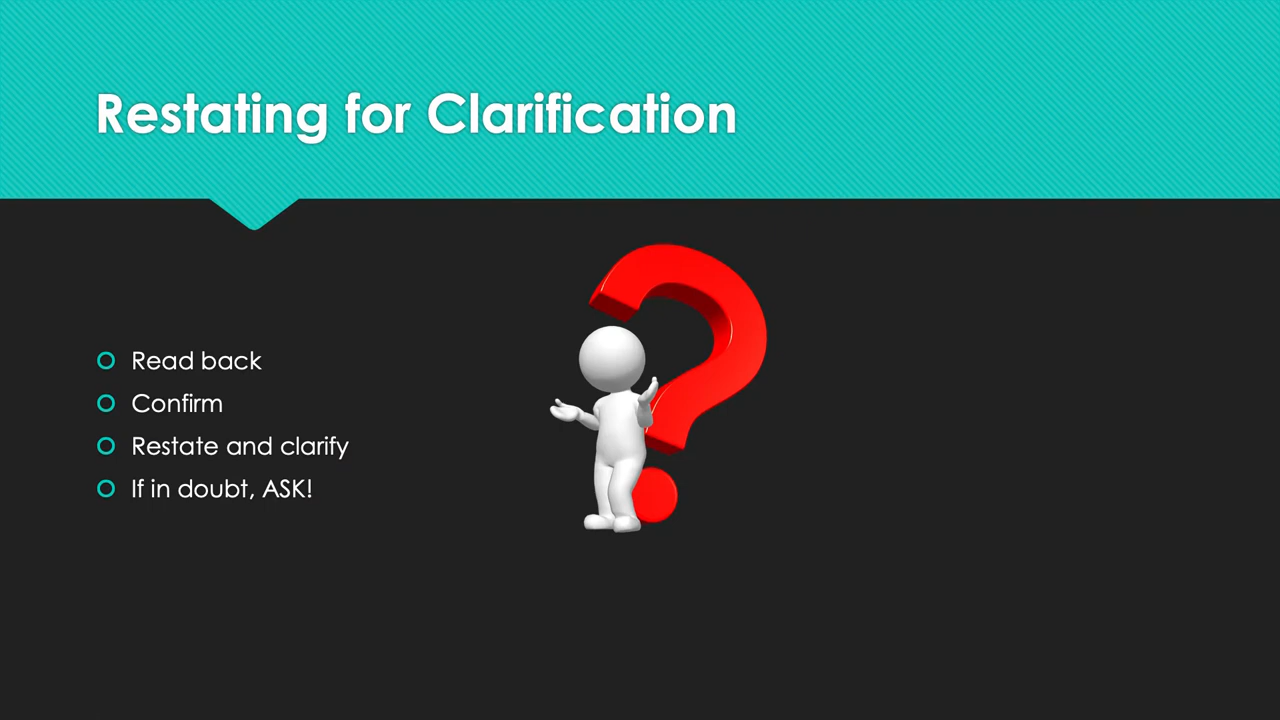 Restating for Clarification
Read back
Confirm
Restate and clarify
If in doubt, ASK!